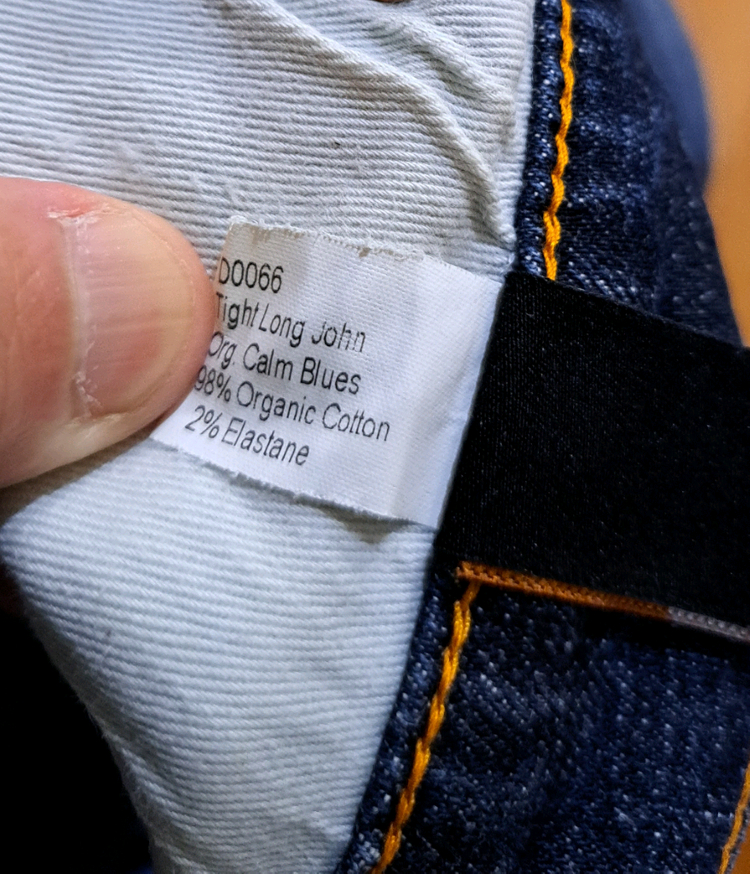 D0066
Tight Long John
Org. Calm Blues
98% Organic Cotton
2% Elastane